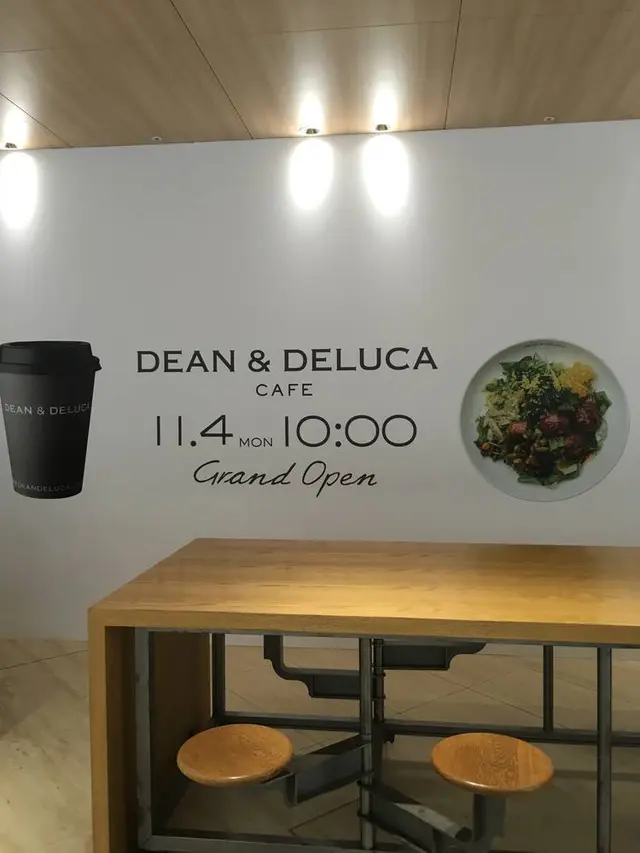 DEAN & DELUCA
CAFE
11.4 MON 10:00
Grand Open
DEAN & DELUCA